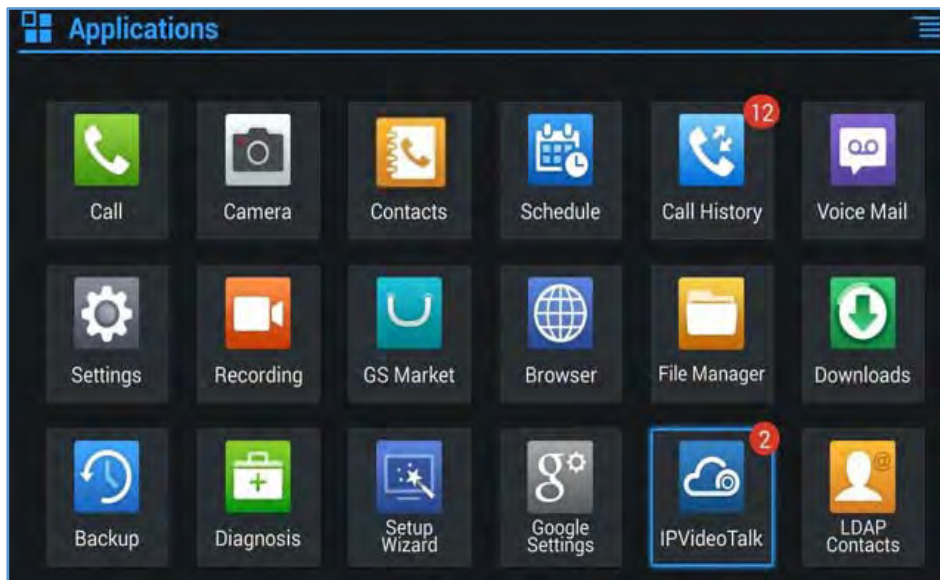 Applications
12
Call
Camera
Contacts
Schedule
Call History
Voice Mail
Settings
Recording
GS Market
Browser
File Manager
Downloads
2
Backup
Diagnosis
Setup
Wizard
g
Google
Settings
IPVideoTalk
@
LDAP
Contacts